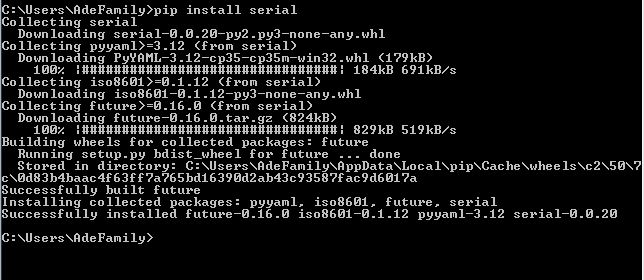 C:\Users\AdeFamily>pip install serial
Collecting serial
  Downloading serial-0.0.20-py2.py3-none-any.whl
Collecting pyyaml>=3.12 (from serial)
  Downloading PyYAML-3.12-cp35-cp35m-win32.whl (179kB)
    100% |################################| 184kB 691kB/s
Collecting iso8601>=0.1.12 (from serial)
  Downloading iso8601-0.1.12-py3-none-any.whl
Collecting future>=0.16.0 (from serial)
  Downloading future-0.16.0.tar.gz (824kB)
    100% |################################| 829kB 519kB/s
Building wheels for collected packages: future
  Running setup.py bdist_wheel for future ... done
  Stored in directory: C:\Users\AdeFamily\AppData\Local\pip\Cache\wheels\c2\50\7
c\0d83b4baac4f63ff7a765bd16390d2ab43c93587fac9d6017a
Successfully built future
Installing collected packages: pyyaml, iso8601, future, serial
Successfully installed future-0.16.0 iso8601-0.1.12 pyyaml-3.12 serial-0.0.20
C:\Users\AdeFamily>